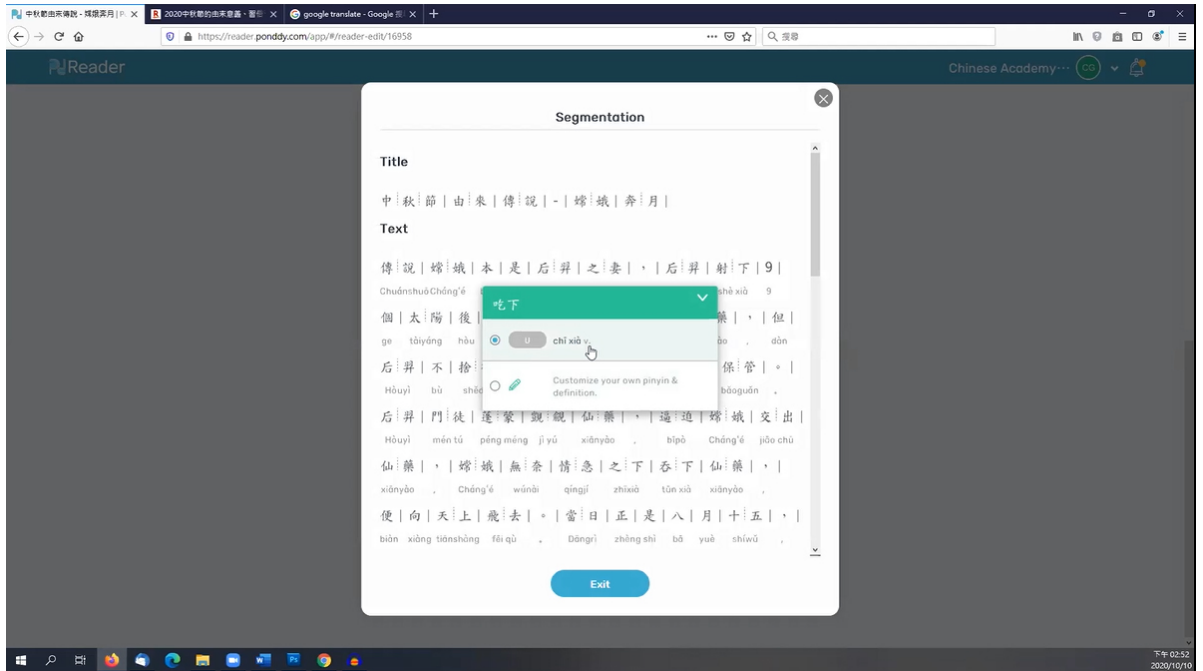 中秋節由來傳說 - 嫦娥奔月 | P
2020中秋節的由來意義、習俗
google translate - Google 搜
https://reader.ponddy.com/app/#/reader-edit/16958
搜尋
Reader
Chinese Academy···
CG
Segmentation
Title
中秋節|由來|傳說|-|嫦娥|奔月|
Text
傳說|嫦娥|本|是|后羿|之妻|，|后羿|射下|9|
Chuánshuō Cháng'é shè xià 9
個|太陽|後|
藥|，|但|
ge tàiyáng hòu
dàn
后羿|不|捨
保管|。|
Hòuyì bù
bǎoguǎn
吃下
U
chī xià v.
Customize your own pinyin &
definition.
后羿|門徒|蓬蒙|覬覦|仙藥|，|逼迫|嫦娥|交出|
Hòuyì mén tú péng méng jì yú xiānyào , bīpò Cháng'é jiāo chū
仙藥|，|嫦娥|無奈|情急|之下|吞下|仙藥|，|
xiānyào , Cháng'é wúnài qíngjí zhīxià tūn xià xiānyào ,
便|向|天上|飛去|。|當日|正|是|八|月|十五|，|
biàn xiàng tiānshàng fēi qù 。 Dāngrì zhèng shì bā yuè shíwǔ ,
Exit
下午 02:52
2020/10/10